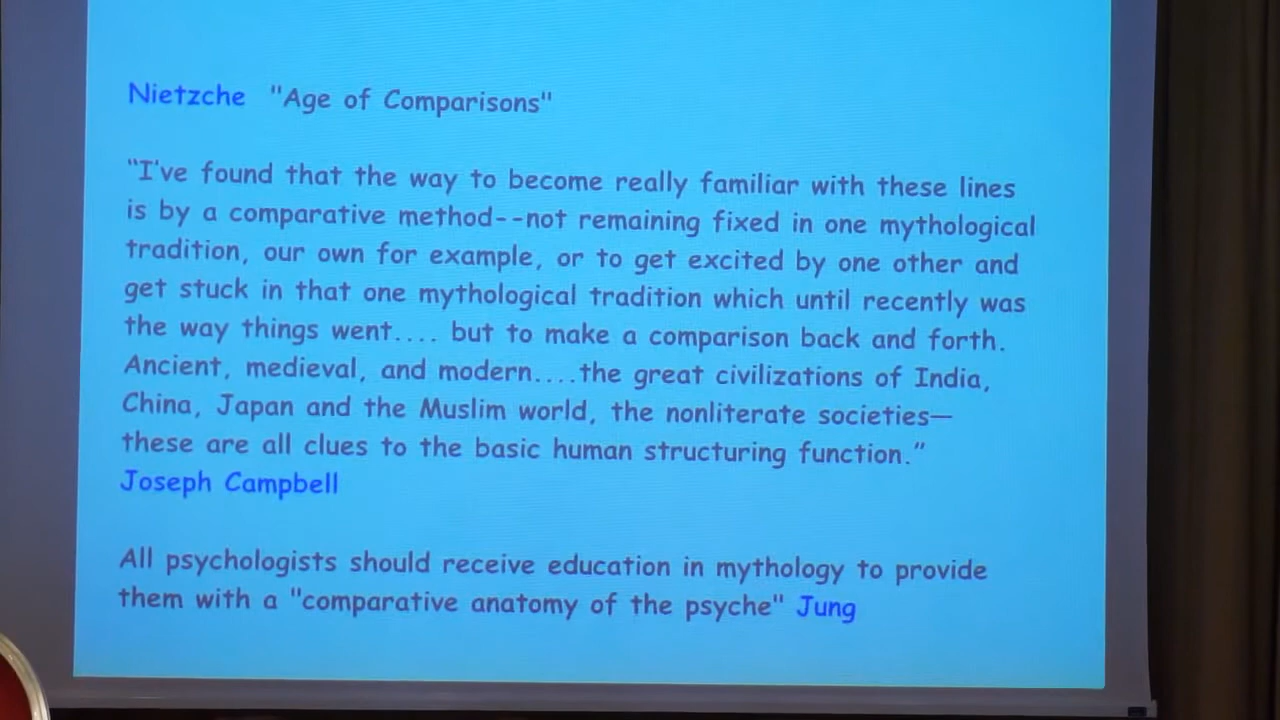 Nietzche "Age of Comparisons"
"I've found that the way to become really familiar with these lines
is by a comparative method--not remaining fixed in one mythological
tradition, our own for example, or to get excited by one other and
get stuck in that one mythological tradition which until recently was
the way things went.... but to make a comparison back and forth.
Ancient, medieval, and modern....the great civilizations of India,
China, Japan and the Muslim world, the nonliterate societies—
these are all clues to the basic human structuring function."
Joseph Campbell
All psychologists should receive education in mythology to provide
them with a "comparative anatomy of the psyche" Jung